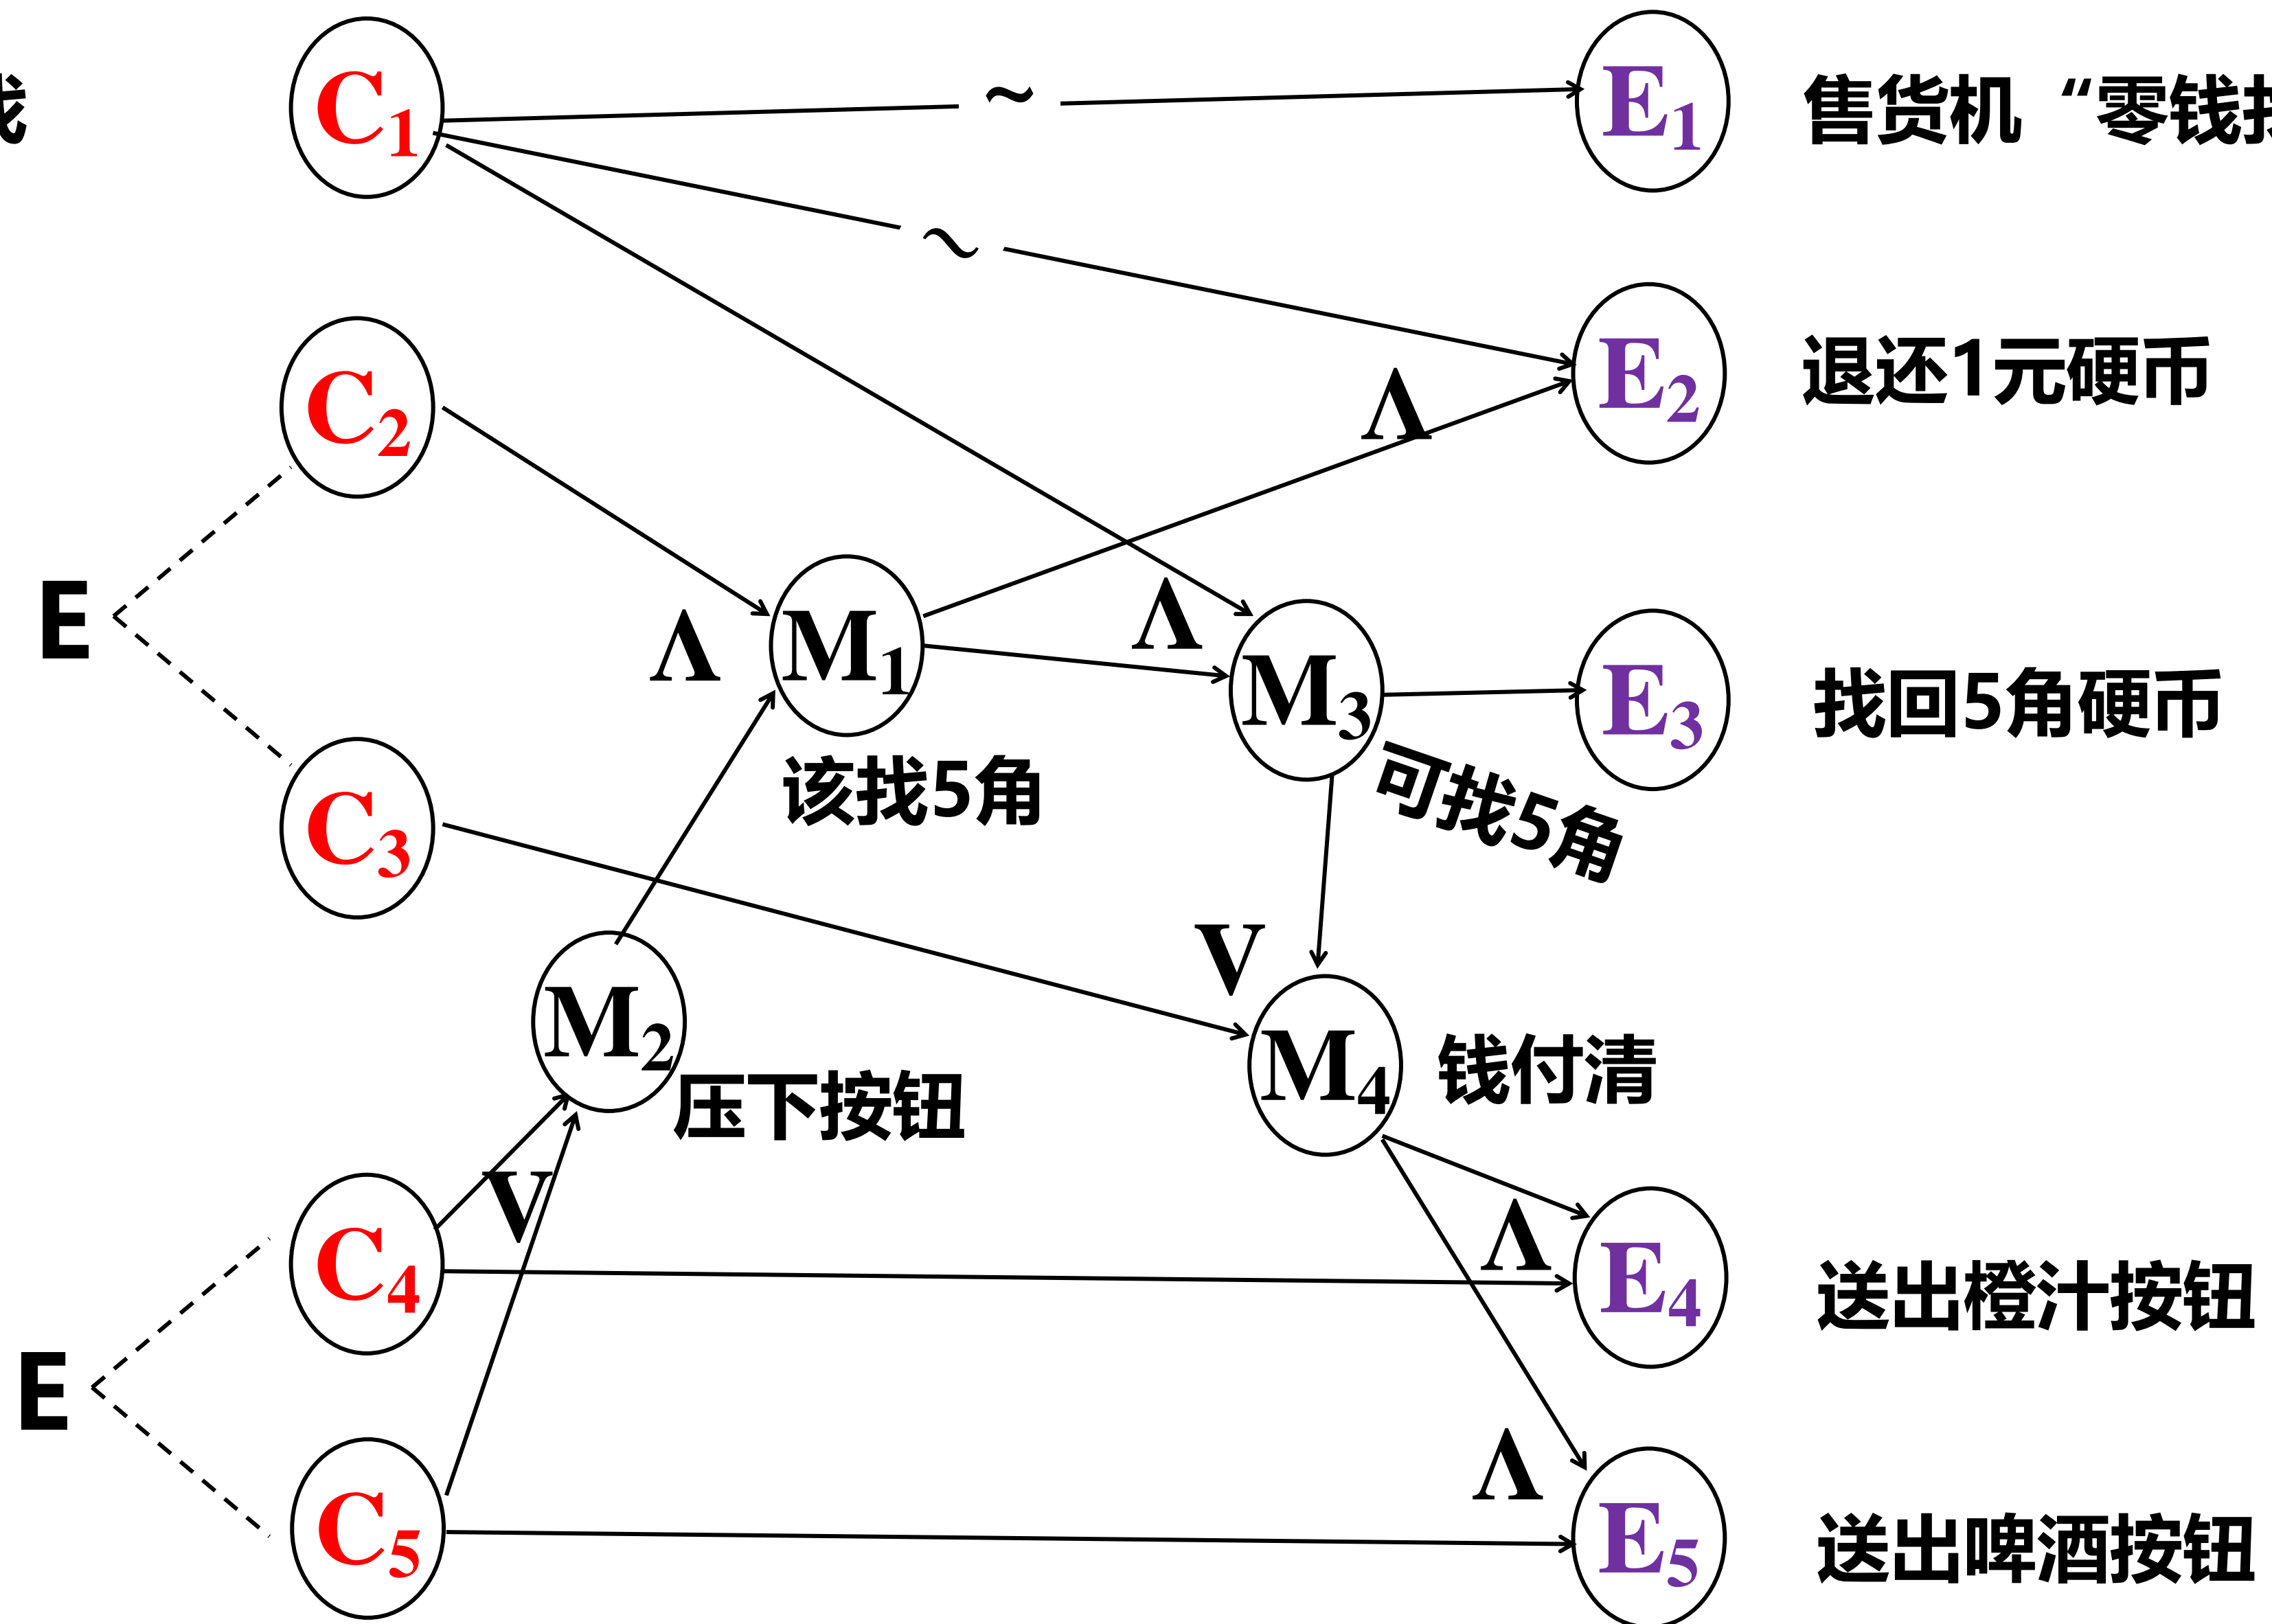 C1
~
E1
售货机 “零钱找
~
C2
E2
退还1元硬币
Λ
E
Λ
M1
Λ
M3
E3
找回5角硬币
该找5角
可找5角
C3
V
M2
M4
钱付清
压下按钮
V
C4
Λ
E4
送出橙汁按钮
E
Λ
C5
E5
送出啤酒按钮